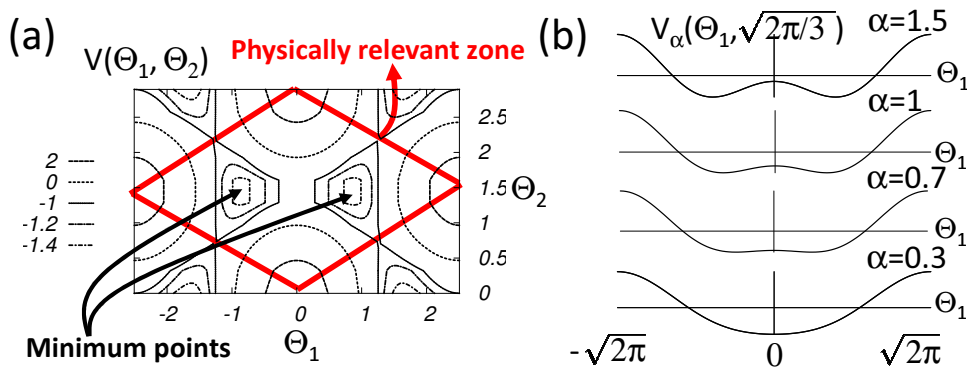 (a)
V(Θ₁, Θ₂)
Physically relevant zone
2
0
-1
-1.2
-1.4
2.5
2
1.5
1
0.5
0
Θ₂
-2 -1 0 1 2
Θ₁
Minimum points
(b)
Vα(Θ₁,√2π/3)
α=1.5
Θ₁
α=1
Θ₁
α=0.7
Θ₁
α=0.3
Θ₁
-√2π 0 √2π